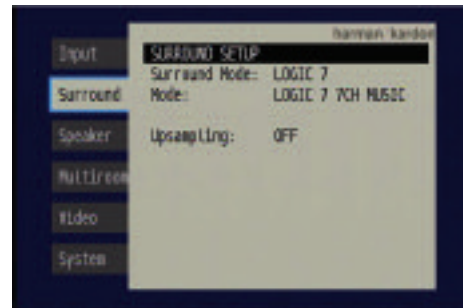 harman kardon
Input
Surround
Speaker
Multiroom
Video
System
SURROUND SETUP
Surround Mode: LOGIC 7
Mode: LOGIC 7 7CH MUSIC
Upsampling: OFF